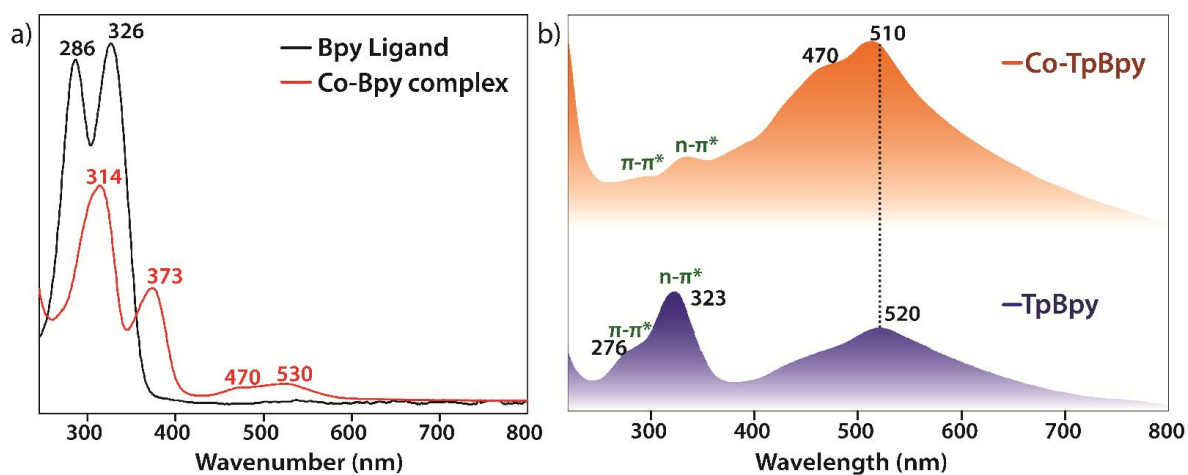 a)
286
326
Bpy Ligand
Co-Bpy complex
314
373
470
530
300
400
500
600
700
800
Wavenumber (nm)
b)
510
470
Co-TpBpy
π-π*
n-π*
n-π*
323
TpBpy
π-π*
276
520
300
400
500
600
700
800
Wavelength (nm)